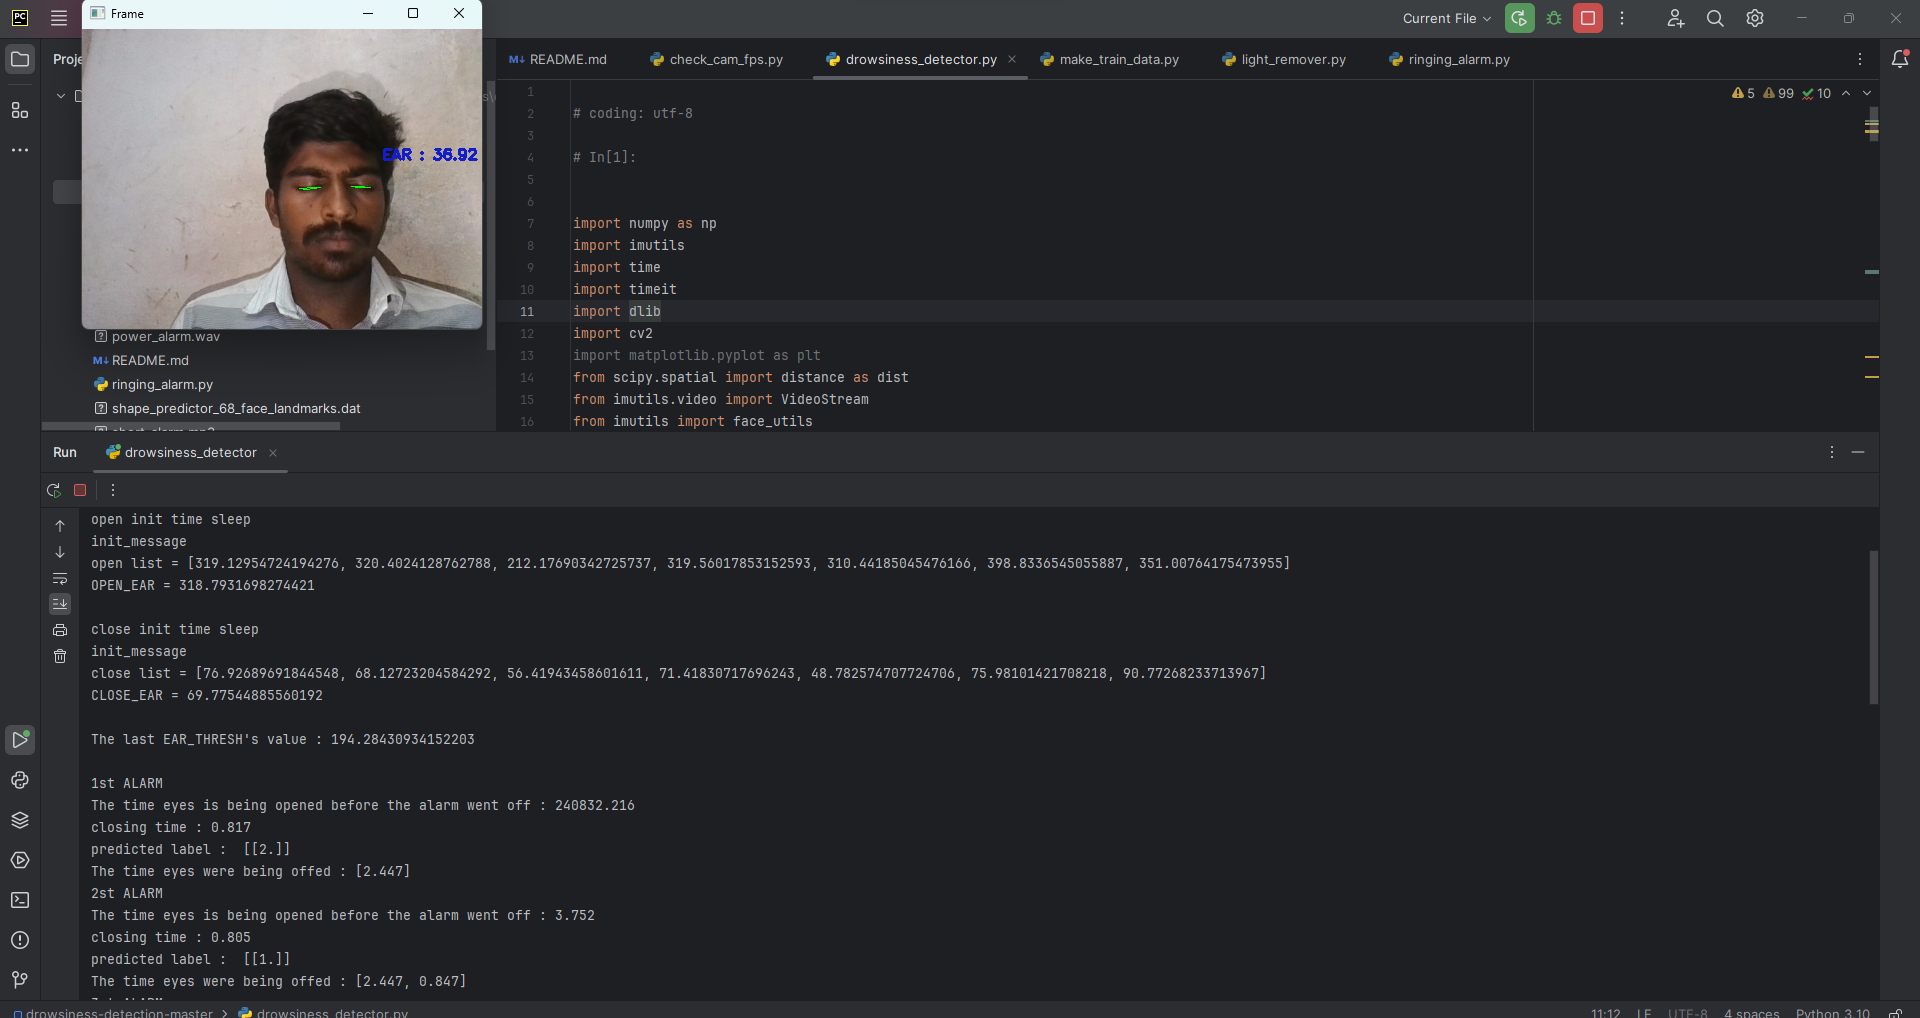 PC
Frame
Current File
Proje
README.md
check_cam_fps.py
drowsiness_detector.py
make_train_data.py
light_remover.py
ringing_alarm.py
5 99 10
EAR : 36.92
1
2 # coding: utf-8
3
4 # In[1]:
5
6
7 import numpy as np
8 import imutils
9 import time
10 import timeit
11 import dlib
12 import cv2
13 import matplotlib.pyplot as plt
14 from scipy.spatial import distance as dist
15 from imutils.video import VideoStream
16 from imutils import face_utils
power_alarm.wav
M↓ README.md
ringing_alarm.py
shape_predictor_68_face_landmarks.dat
short_alarm.mp3
Run drowsiness_detector
open init time sleep
init_message
open list = [319.12954724194276, 320.4024128762788, 212.17690342725737, 319.56017853152593, 310.44185045476166, 398.8336545055887, 351.00764175473955]
OPEN_EAR = 318.7931698274421
close init time sleep
init_message
close list = [76.92689691844548, 68.12723204584292, 56.41943458601611, 71.41830717696243, 48.782574707724706, 75.98101421708218, 90.77268233713967]
CLOSE_EAR = 69.77544885560192
The last EAR_THRESH's value : 194.28430934152203
1st ALARM
The time eyes is being opened before the alarm went off : 240832.216
closing time : 0.817
predicted label :  [[2.]]
The time eyes were being offed : [2.447]
2st ALARM
The time eyes is being opened before the alarm went off : 3.752
closing time : 0.805
predicted label :  [[1.]]
The time eyes were being offed : [2.447, 0.847]
drowsiness-detection-master > drowsiness_detector.py
11:12 LF UTF-8 4 spaces Python 3.10